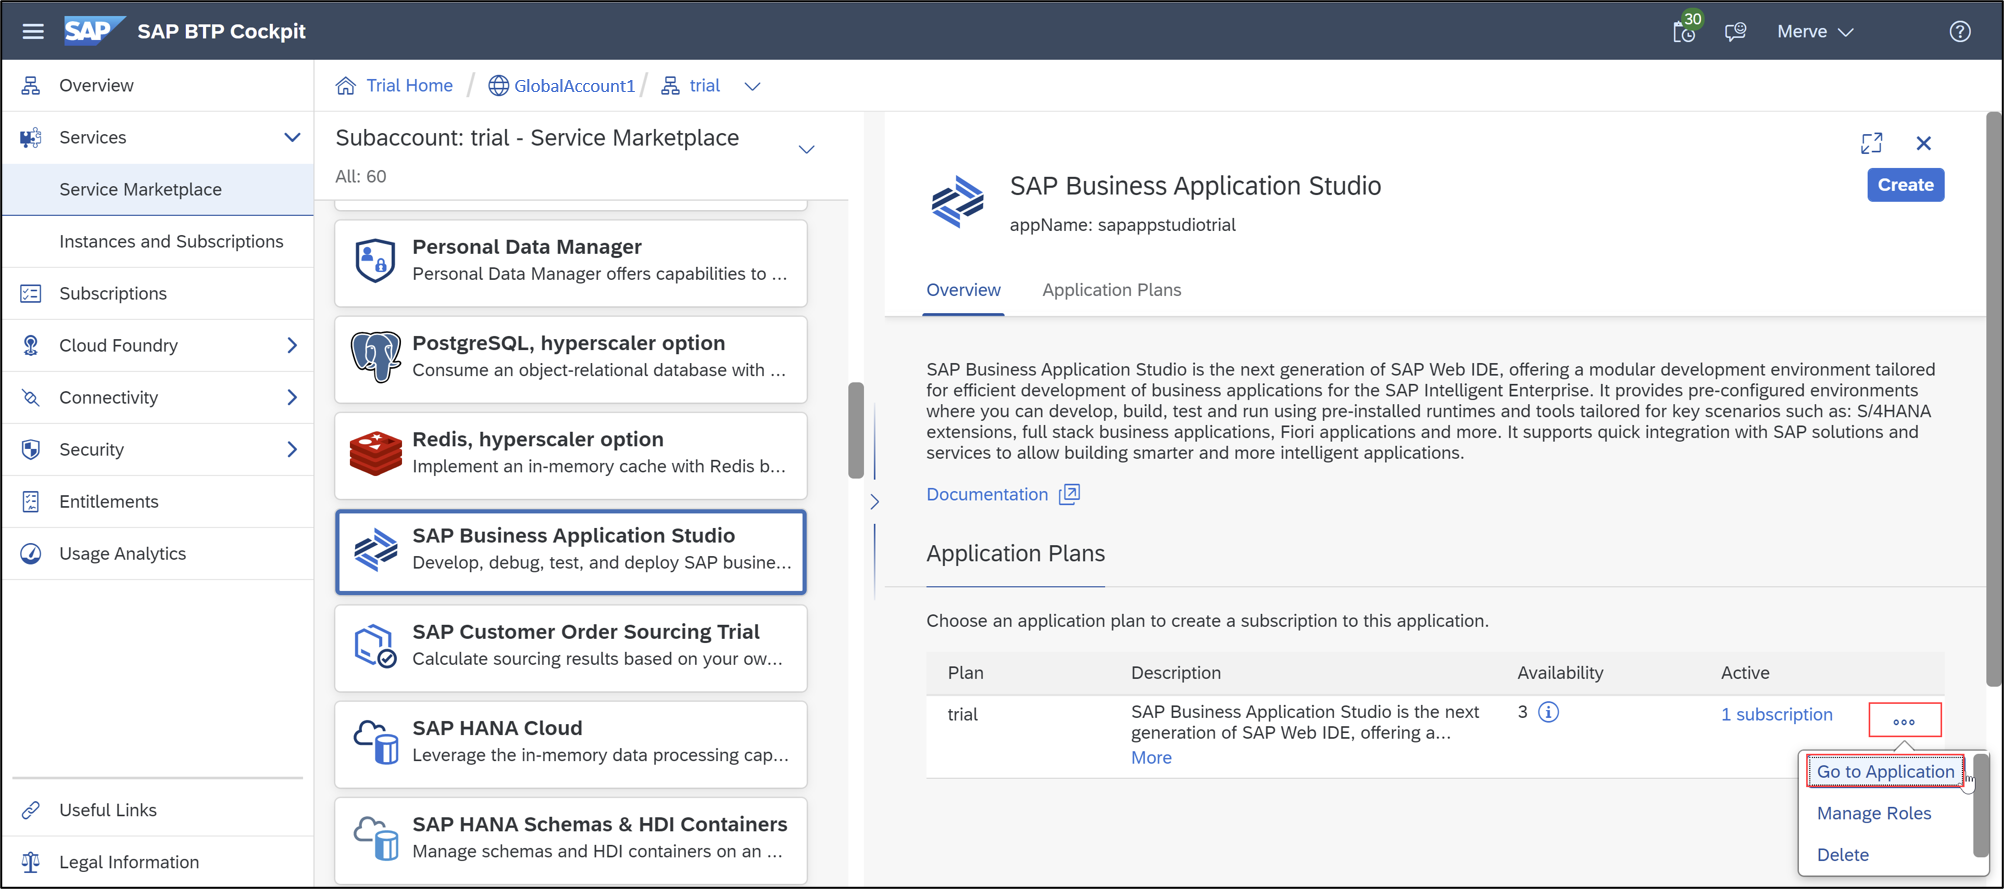 SAP
SAP BTP Cockpit
30
Merve
Overview
Services
Service Marketplace
Instances and Subscriptions
Subscriptions
Cloud Foundry
Connectivity
Security
Entitlements
Usage Analytics
Useful Links
Legal Information
Trial Home / GlobalAccount1 / trial
Subaccount: trial - Service Marketplace
All: 60
Personal Data Manager
Personal Data Manager offers capabilities to ...
PostgreSQL, hyperscaler option
Consume an object-relational database with ...
Redis, hyperscaler option
Implement an in-memory cache with Redis b...
SAP Business Application Studio
Develop, debug, test, and deploy SAP busine...
SAP Customer Order Sourcing Trial
Calculate sourcing results based on your ow...
SAP HANA Cloud
Leverage the in-memory data processing cap...
SAP HANA Schemas & HDI Containers
Manage schemas and HDI containers on an ...
SAP Business Application Studio
appName: sapappstudiotrial
Create
Overview
Application Plans
SAP Business Application Studio is the next generation of SAP Web IDE, offering a modular development environment tailored
for efficient development of business applications for the SAP Intelligent Enterprise. It provides pre-configured environments
where you can develop, build, test and run using pre-installed runtimes and tools tailored for key scenarios such as: S/4HANA
extensions, full stack business applications, Fiori applications and more. It supports quick integration with SAP solutions and
services to allow building smarter and more intelligent applications.
Documentation
Application Plans
Choose an application plan to create a subscription to this application.
Plan Description Availability Active
trial SAP Business Application Studio is the next 3 1 subscription
generation of SAP Web IDE, offering a...
More
Go to Application
Manage Roles
Delete